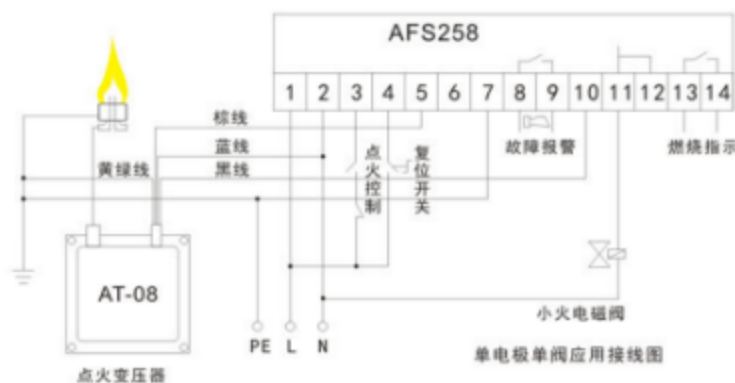 AFS258
1 2 3 4 5 6 7 8 9 10 11 12 13 14
棕线
蓝线
黄绿线
黑线
点火控制
复位开关
故障报警
燃烧指示
AT-08
小火电磁阀
PE L N
单电极单阀应用接线图
点火变压器